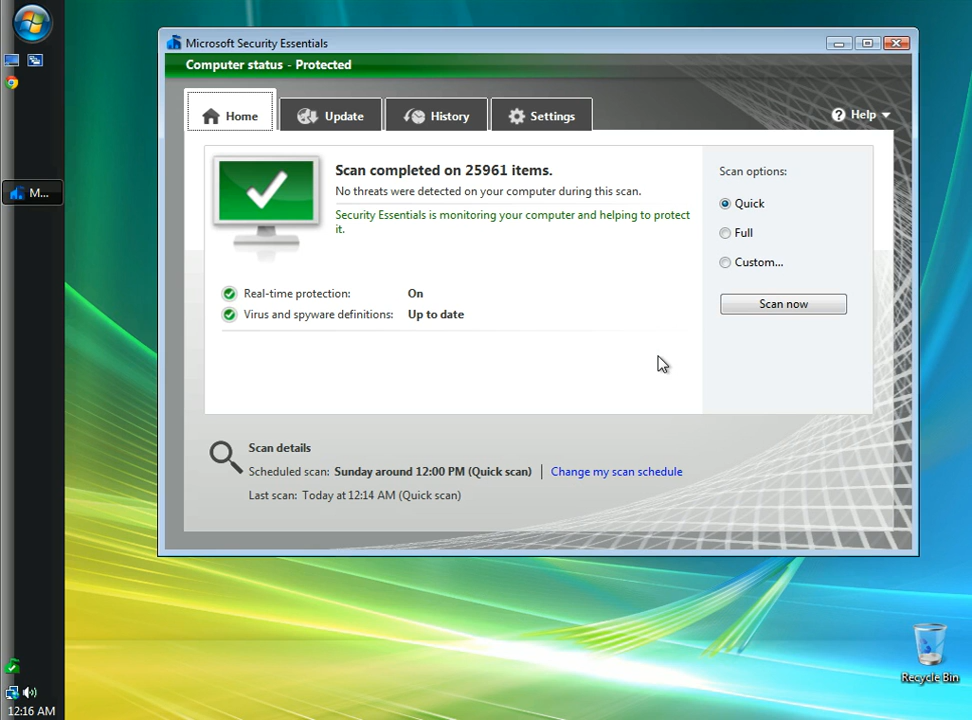 Microsoft Security Essentials
Computer status - Protected
Home
Update
History
Settings
Help
Scan completed on 25961 items.
No threats were detected on your computer during this scan.
Security Essentials is monitoring your computer and helping to protect
it.
Real-time protection: On
Virus and spyware definitions: Up to date
Scan options:
Quick
Full
Custom...
Scan now
Scan details
Scheduled scan: Sunday around 12:00 PM (Quick scan) | Change my scan schedule
Last scan: Today at 12:14 AM (Quick scan)
M...
Recycle Bin
12:16 AM